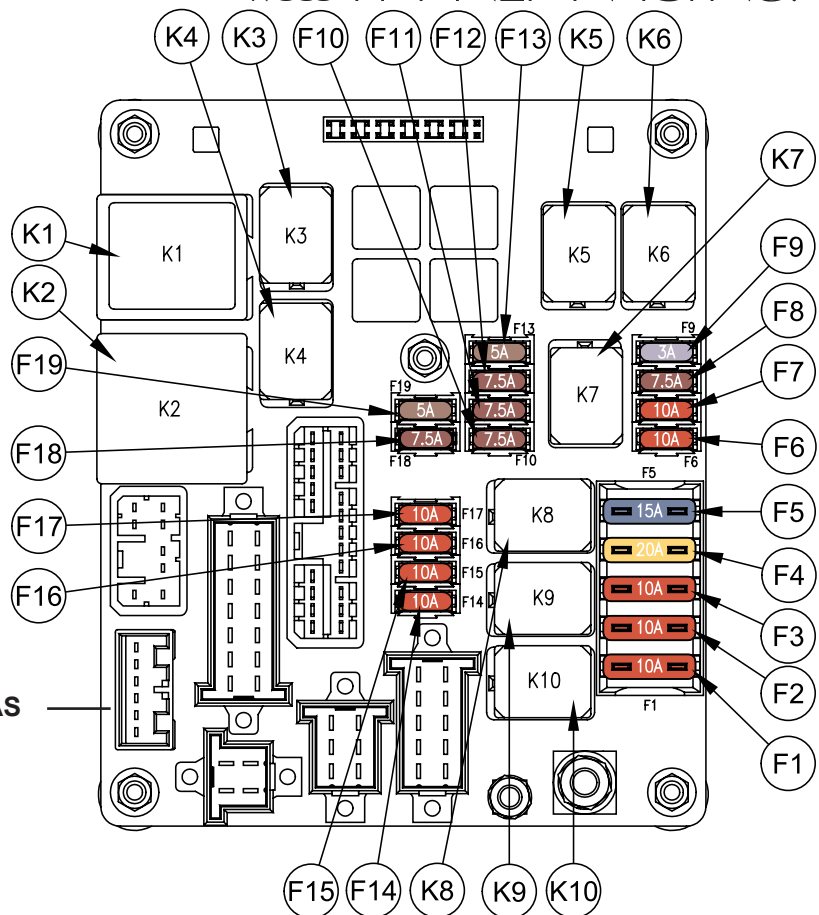 K4 K3 F10 F11 F12 F13 K5 K6
K7
K1 K1 K3 K5 K6 F9
K2 F13 F9 F8
5A 3A
K4 7.5A 7.5A F7
F19 K2 F19 5A 7.5A K7 10A
F18 7.5A 7.5A 10A F6
F18 F10 F6
F5
F17 10A F17 K8 15A F5
10A F16 20A F4
F16 10A F15 K9 10A F3
10A F14 10A F2
AS K10 10A
F1 F1
F15 F14 K8 K9 K10